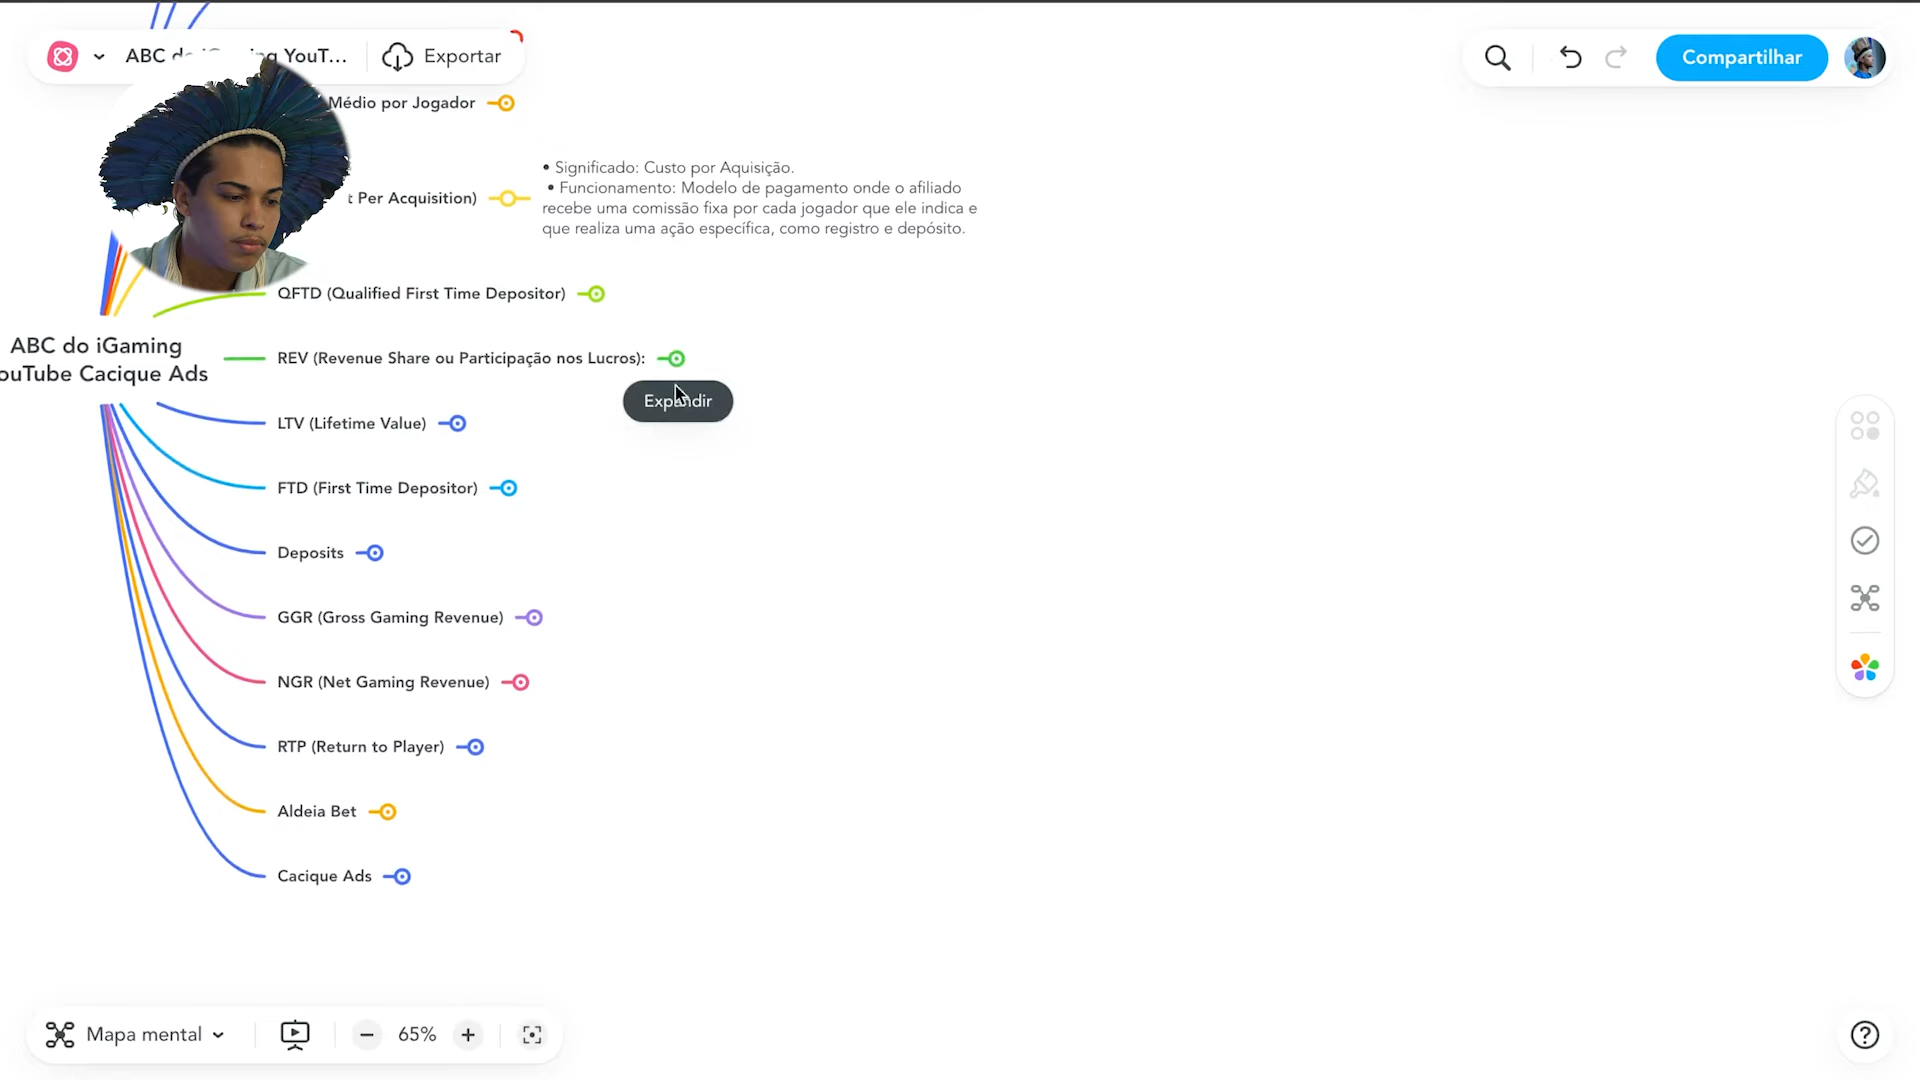 ABC do iGaming YouT...
Exportar
Compartilhar
Médio por Jogador
• Significado: Custo por Aquisição.
• Funcionamento: Modelo de pagamento onde o afiliado
recebe uma comissão fixa por cada jogador que ele indica e
que realiza uma ação específica, como registro e depósito.
t Per Acquisition)
QFTD (Qualified First Time Depositor)
ABC do iGaming
ouTube Cacique Ads
REV (Revenue Share ou Participação nos Lucros):
Expandir
LTV (Lifetime Value)
FTD (First Time Depositor)
Deposits
GGR (Gross Gaming Revenue)
NGR (Net Gaming Revenue)
RTP (Return to Player)
Aldeia Bet
Cacique Ads
Mapa mental
65%